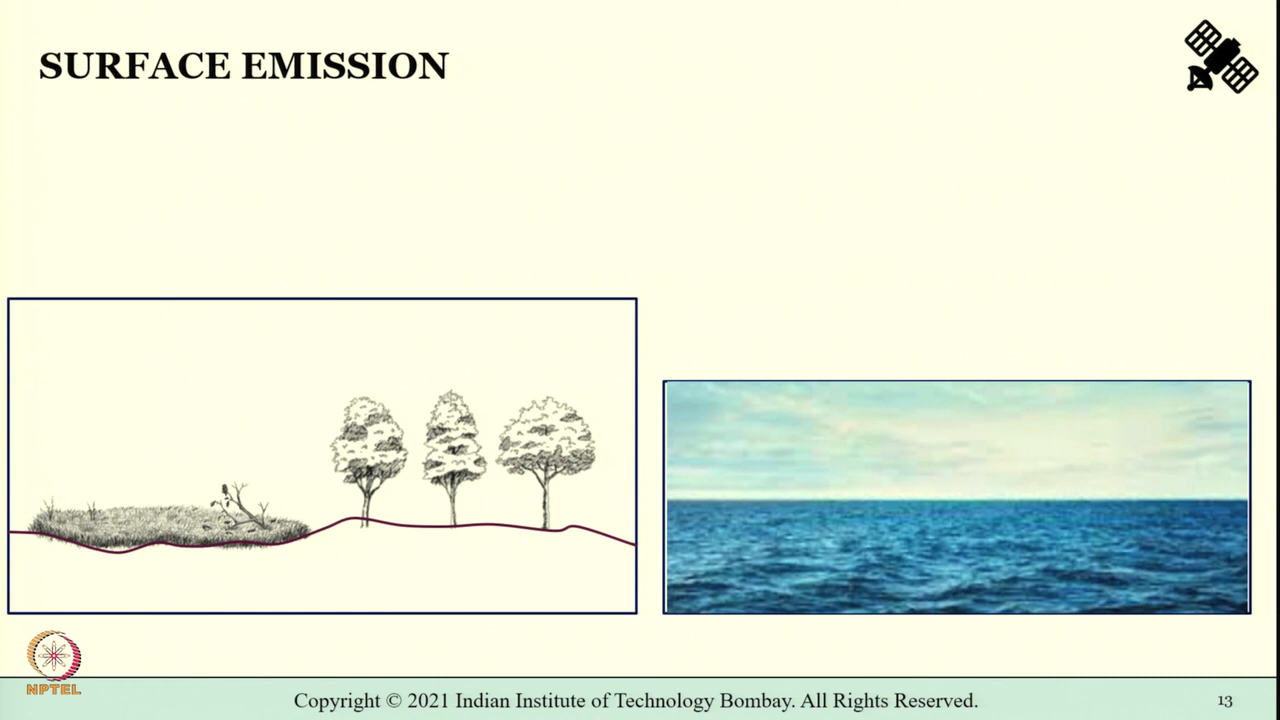 SURFACE EMISSION
NPTEL
Copyright © 2021 Indian Institute of Technology Bombay. All Rights Reserved.
13